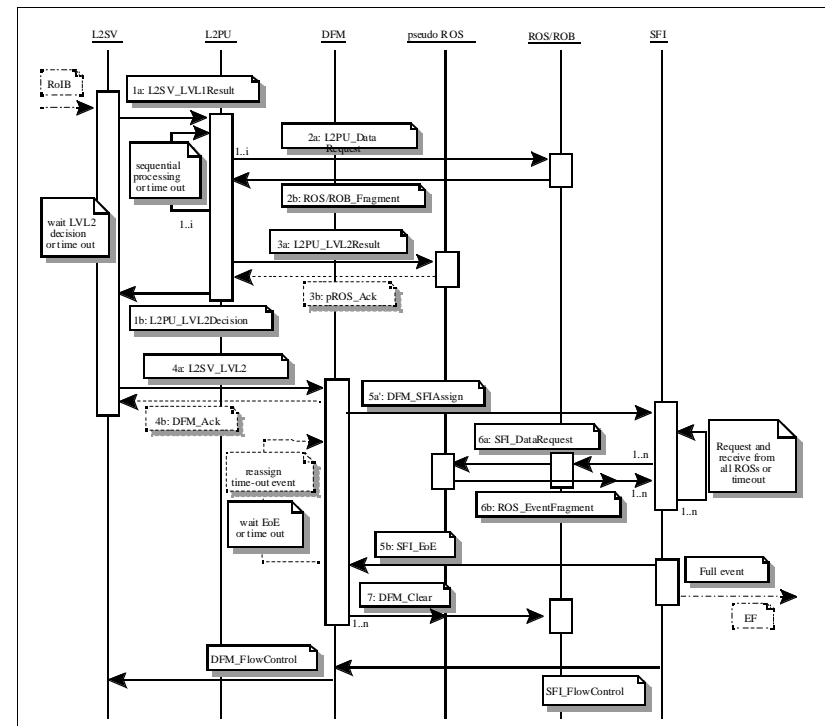 L2SV
L2PU
DFM
pseudo ROS
ROS/ROB
SFI
RoIB
1a: L2SV_LVL1Result
2a: L2PU_Data
Request
1..i
sequential
processing
or time out
2b: ROS/ROB_Fragment
1..i
wait LVL2
decision
or time out
3a: L2PU_LVL2Result
3b: pROS_Ack
1b: L2PU_LVL2Decision
4a: L2SV_LVL2
5a': DFM_SFIAssign
4b: DFM_Ack
6a: SFI_DataRequest
Request and
receive from
all ROSs or
timeout
1..n
reassign
time-out event
1..n
1..n
6b: ROS_EventFragment
wait EoE
or time out
5b: SFI_EoE
Full event
7: DFM_Clear
EF
1..n
DFM_FlowControl
SFI_FlowControl